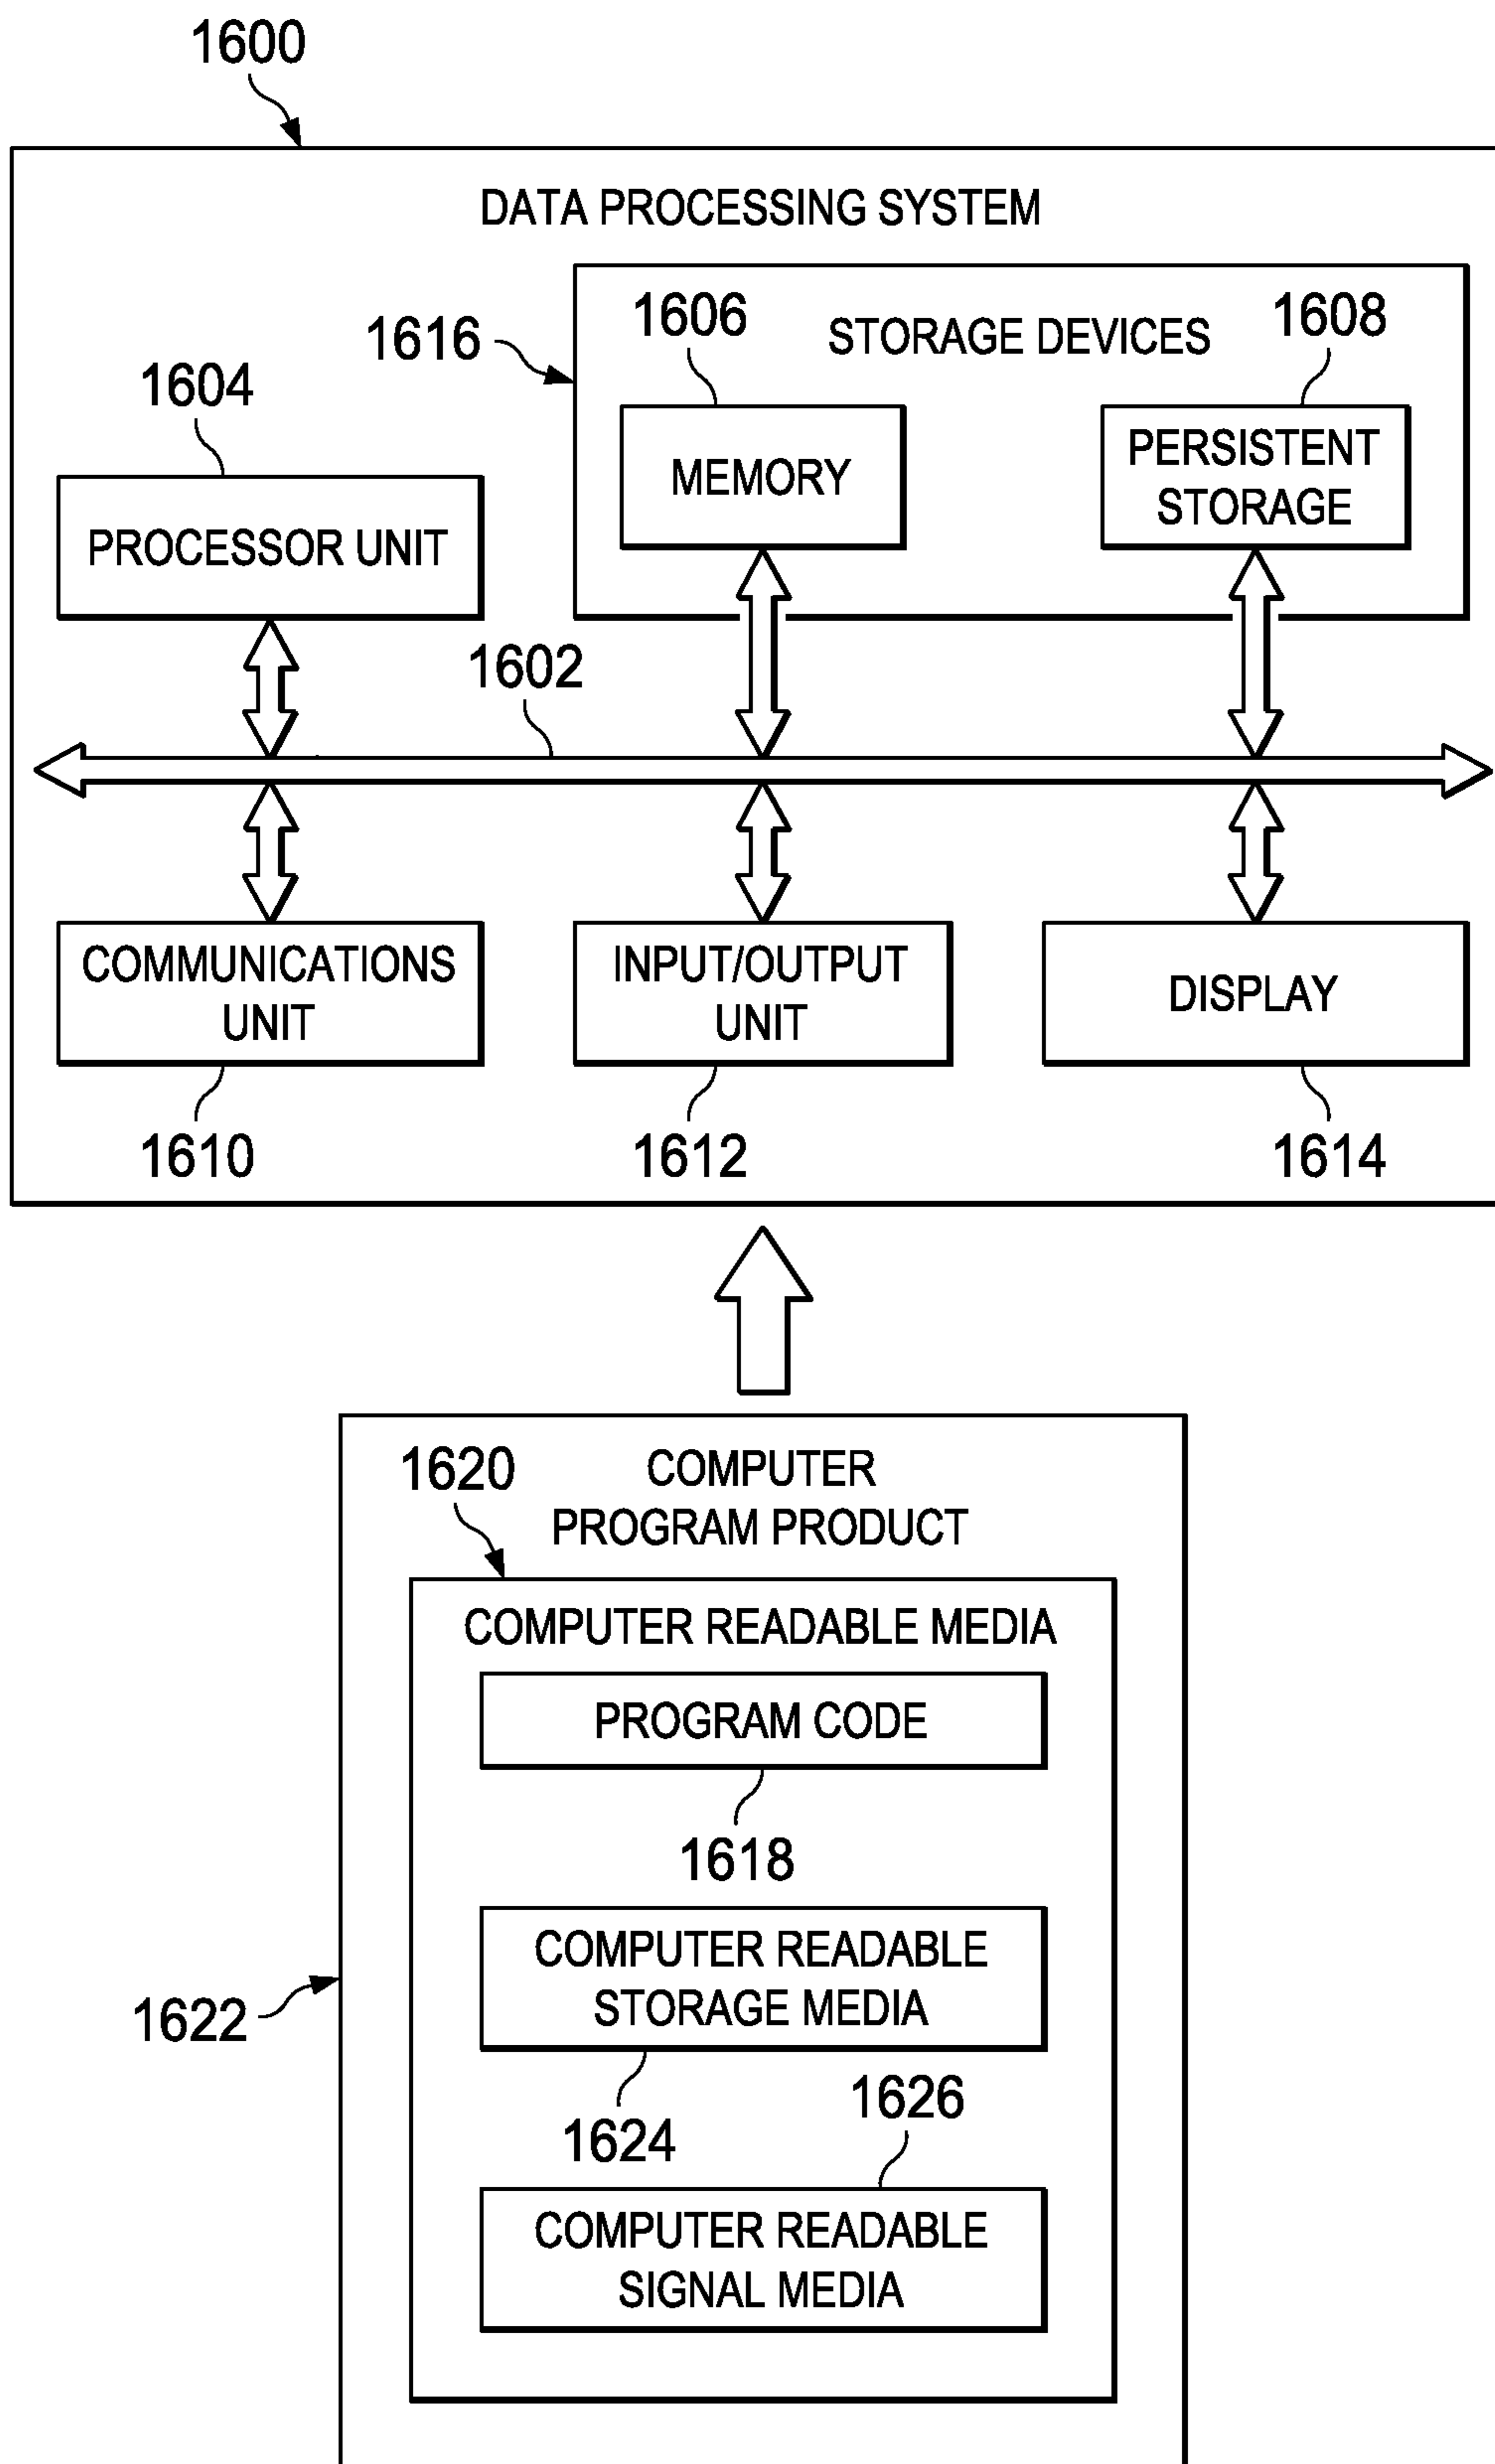 1600
DATA PROCESSING SYSTEM
1606
1608
1616
STORAGE DEVICES
1604
MEMORY
PERSISTENT
STORAGE
PROCESSOR UNIT
1602
COMMUNICATIONS
UNIT
INPUT/OUTPUT
UNIT
DISPLAY
1610
1612
1614
1620
COMPUTER
PROGRAM PRODUCT
COMPUTER READABLE MEDIA
PROGRAM CODE
1618
COMPUTER READABLE
STORAGE MEDIA
1622
1624
1626
COMPUTER READABLE
SIGNAL MEDIA